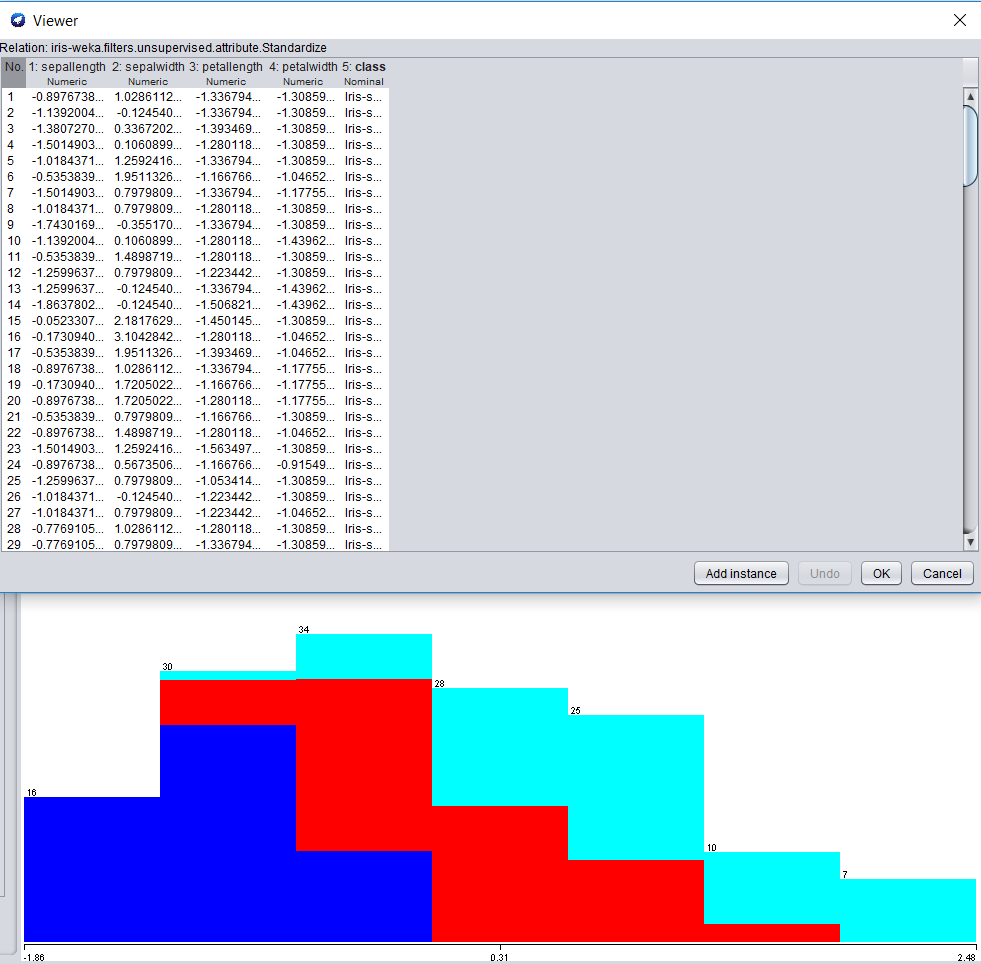 Viewer
Relation: iris-weka.filters.unsupervised.attribute.Standardize
No. 1: sepallength 2: sepalwidth 3: petallength 4: petalwidth 5: class
Numeric Numeric Numeric Numeric Nominal
1 -0.8976738... 1.0286112... -1.336794... -1.30859... Iris-s...
2 -1.1392004... -0.124540... -1.336794... -1.30859... Iris-s...
3 -1.3807270... 0.3367202... -1.393469... -1.30859... Iris-s...
4 -1.5014903... 0.1060899... -1.280118... -1.30859... Iris-s...
5 -1.0184371... 1.2592416... -1.336794... -1.30859... Iris-s...
6 -0.5353839... 1.9511326... -1.166766... -1.04652... Iris-s...
7 -1.5014903... 0.7979809... -1.336794... -1.17755... Iris-s...
8 -1.0184371... 0.7979809... -1.280118... -1.30859... Iris-s...
9 -1.7430169... -0.355170... -1.336794... -1.30859... Iris-s...
10 -1.1392004... 0.1060899... -1.280118... -1.43962... Iris-s...
11 -0.5353839... 1.4898719... -1.280118... -1.30859... Iris-s...
12 -1.2599637... 0.7979809... -1.223442... -1.30859... Iris-s...
13 -1.2599637... -0.124540... -1.336794... -1.43962... Iris-s...
14 -1.8637802... -0.124540... -1.506821... -1.43962... Iris-s...
15 -0.0523307... 2.1817629... -1.450145... -1.30859... Iris-s...
16 -0.1730940... 3.1042842... -1.280118... -1.04652... Iris-s...
17 -0.5353839... 1.9511326... -1.393469... -1.04652... Iris-s...
18 -0.8976738... 1.0286112... -1.336794... -1.17755... Iris-s...
19 -0.1730940... 1.7205022... -1.166766... -1.17755... Iris-s...
20 -0.8976738... 1.7205022... -1.280118... -1.17755... Iris-s...
21 -0.5353839... 0.7979809... -1.166766... -1.30859... Iris-s...
22 -0.8976738... 1.4898719... -1.280118... -1.04652... Iris-s...
23 -1.5014903... 1.2592416... -1.563497... -1.30859... Iris-s...
24 -0.8976738... 0.5673506... -1.166766... -0.91549... Iris-s...
25 -1.2599637... 0.7979809... -1.053414... -1.30859... Iris-s...
26 -1.0184371... -0.124540... -1.223442... -1.30859... Iris-s...
27 -1.0184371... 0.7979809... -1.223442... -1.04652... Iris-s...
28 -0.7769105... 1.0286112... -1.280118... -1.30859... Iris-s...
29 -0.7769105... 0.7979809... -1.336794... -1.30859... Iris-s...
Add instance Undo OK Cancel
34
30
28
25
16
10
7
-1.86 0.31 2.48